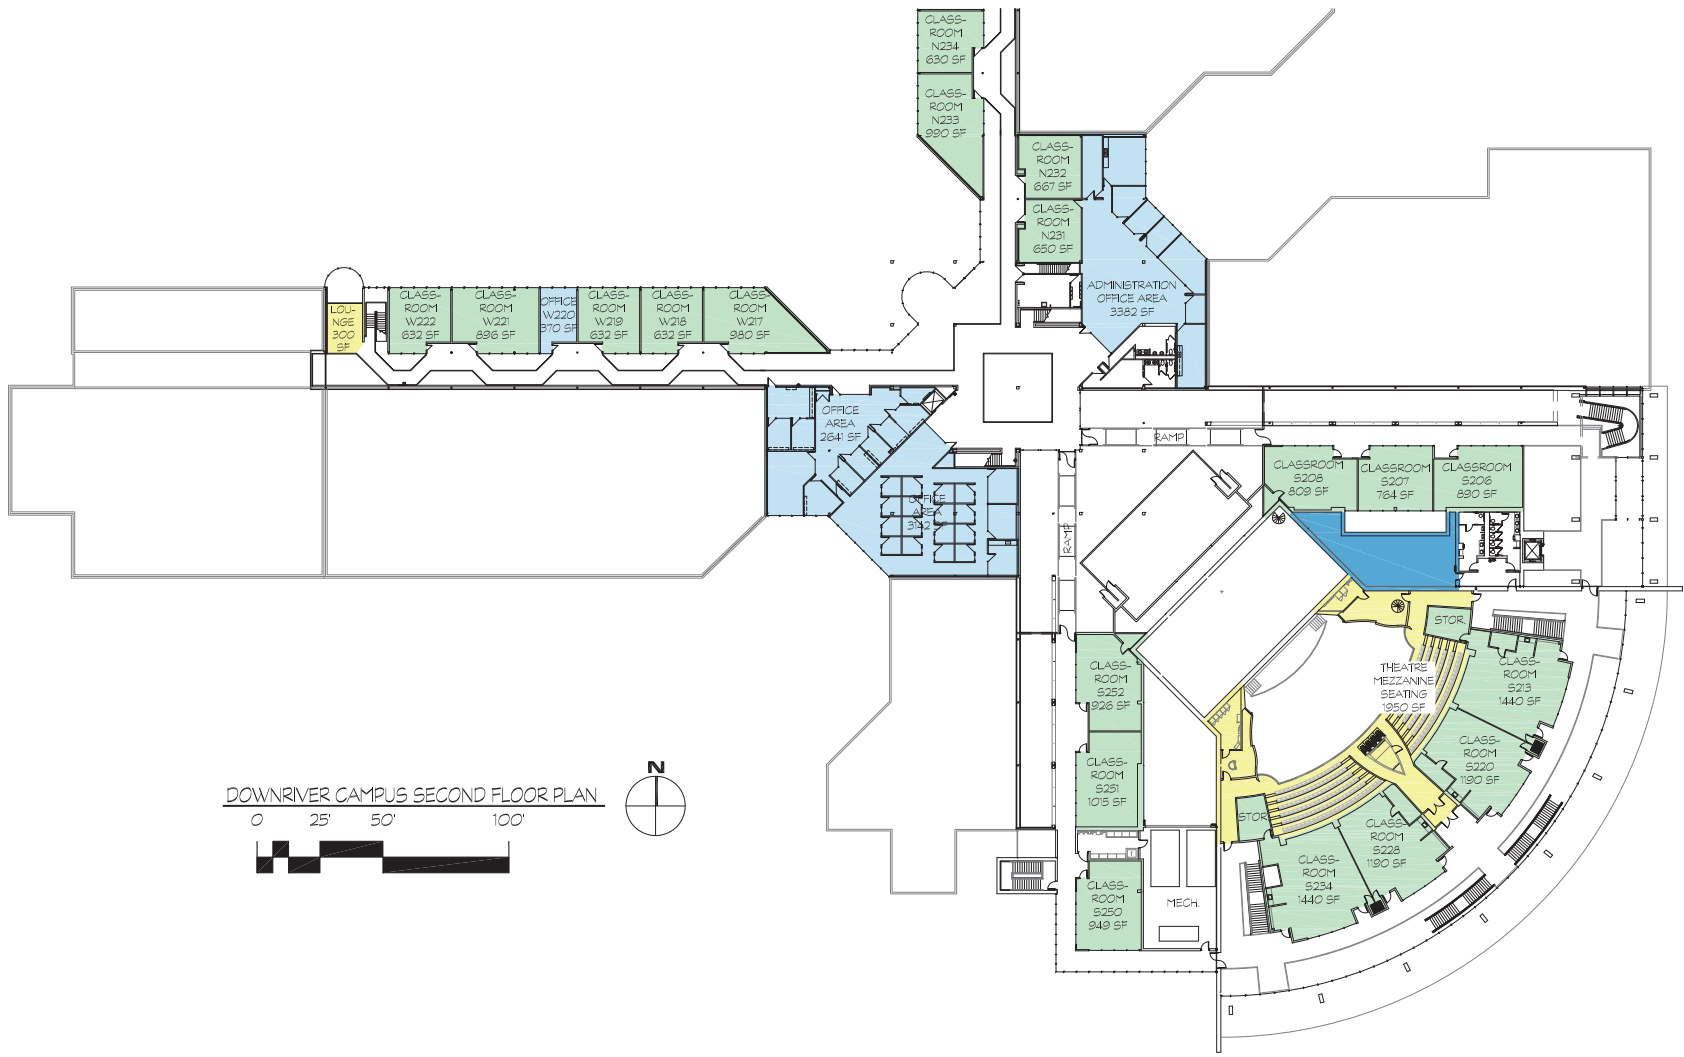 CLASS-
ROOM
N234
630 SF
CLASS-
ROOM
N233
990 SF
CLASS-
ROOM
N232
667 SF
CLASS-
ROOM
N231
650 SF
ADMINISTRATION
OFFICE AREA
3382 SF
LOU-
NGE
300
SF
CLASS-
ROOM
W222
632 SF
CLASS-
ROOM
W221
896 SF
OFFICE
W220
370 SF
CLASS-
ROOM
W219
632 SF
CLASS-
ROOM
W218
632 SF
CLASS-
ROOM
W217
980 SF
OFFICE
AREA
2641 SF
OFFICE
AREA
3142 SF
RAMP
RAMP
CLASSROOM
S208
809 SF
CLASSROOM
S207
764 SF
CLASSROOM
S206
890 SF
STOR.
THEATRE
MEZZANINE
SEATING
1950 SF
CLASS-
ROOM
S213
1440 SF
CLASS-
ROOM
S220
1190 SF
CLASS-
ROOM
S252
926 SF
CLASS-
ROOM
S251
1015 SF
STOR.
CLASS-
ROOM
S228
1190 SF
CLASS-
ROOM
S234
1440 SF
CLASS-
ROOM
S250
949 SF
MECH.
N
DOWNRIVER CAMPUS SECOND FLOOR PLAN
0 25' 50' 100'